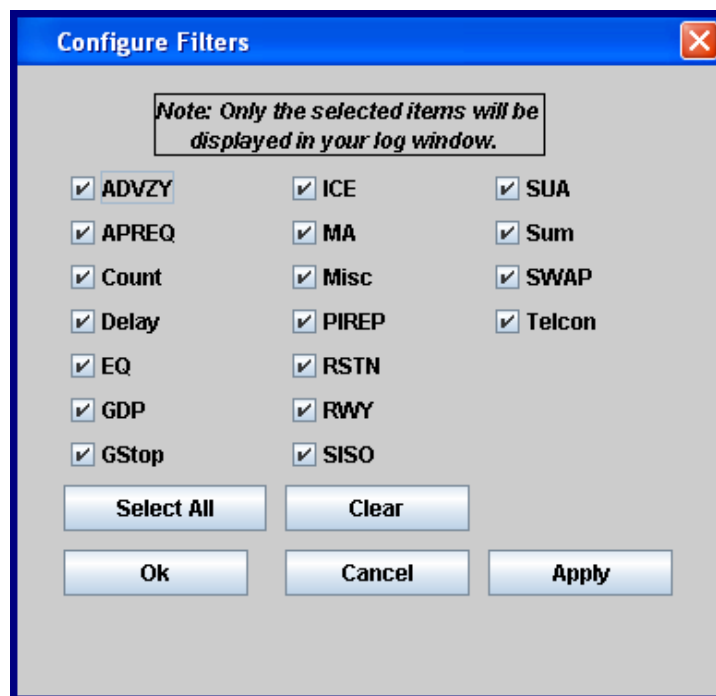 Configure Filters
Note: Only the selected items will be
displayed in your log window.
ADVZY ICE SUA
APREQ MA Sum
Count Misc SWAP
Delay PIREP Telcon
EQ RSTN
GDP RWY
GStop SISO
Select All Clear
Ok Cancel Apply